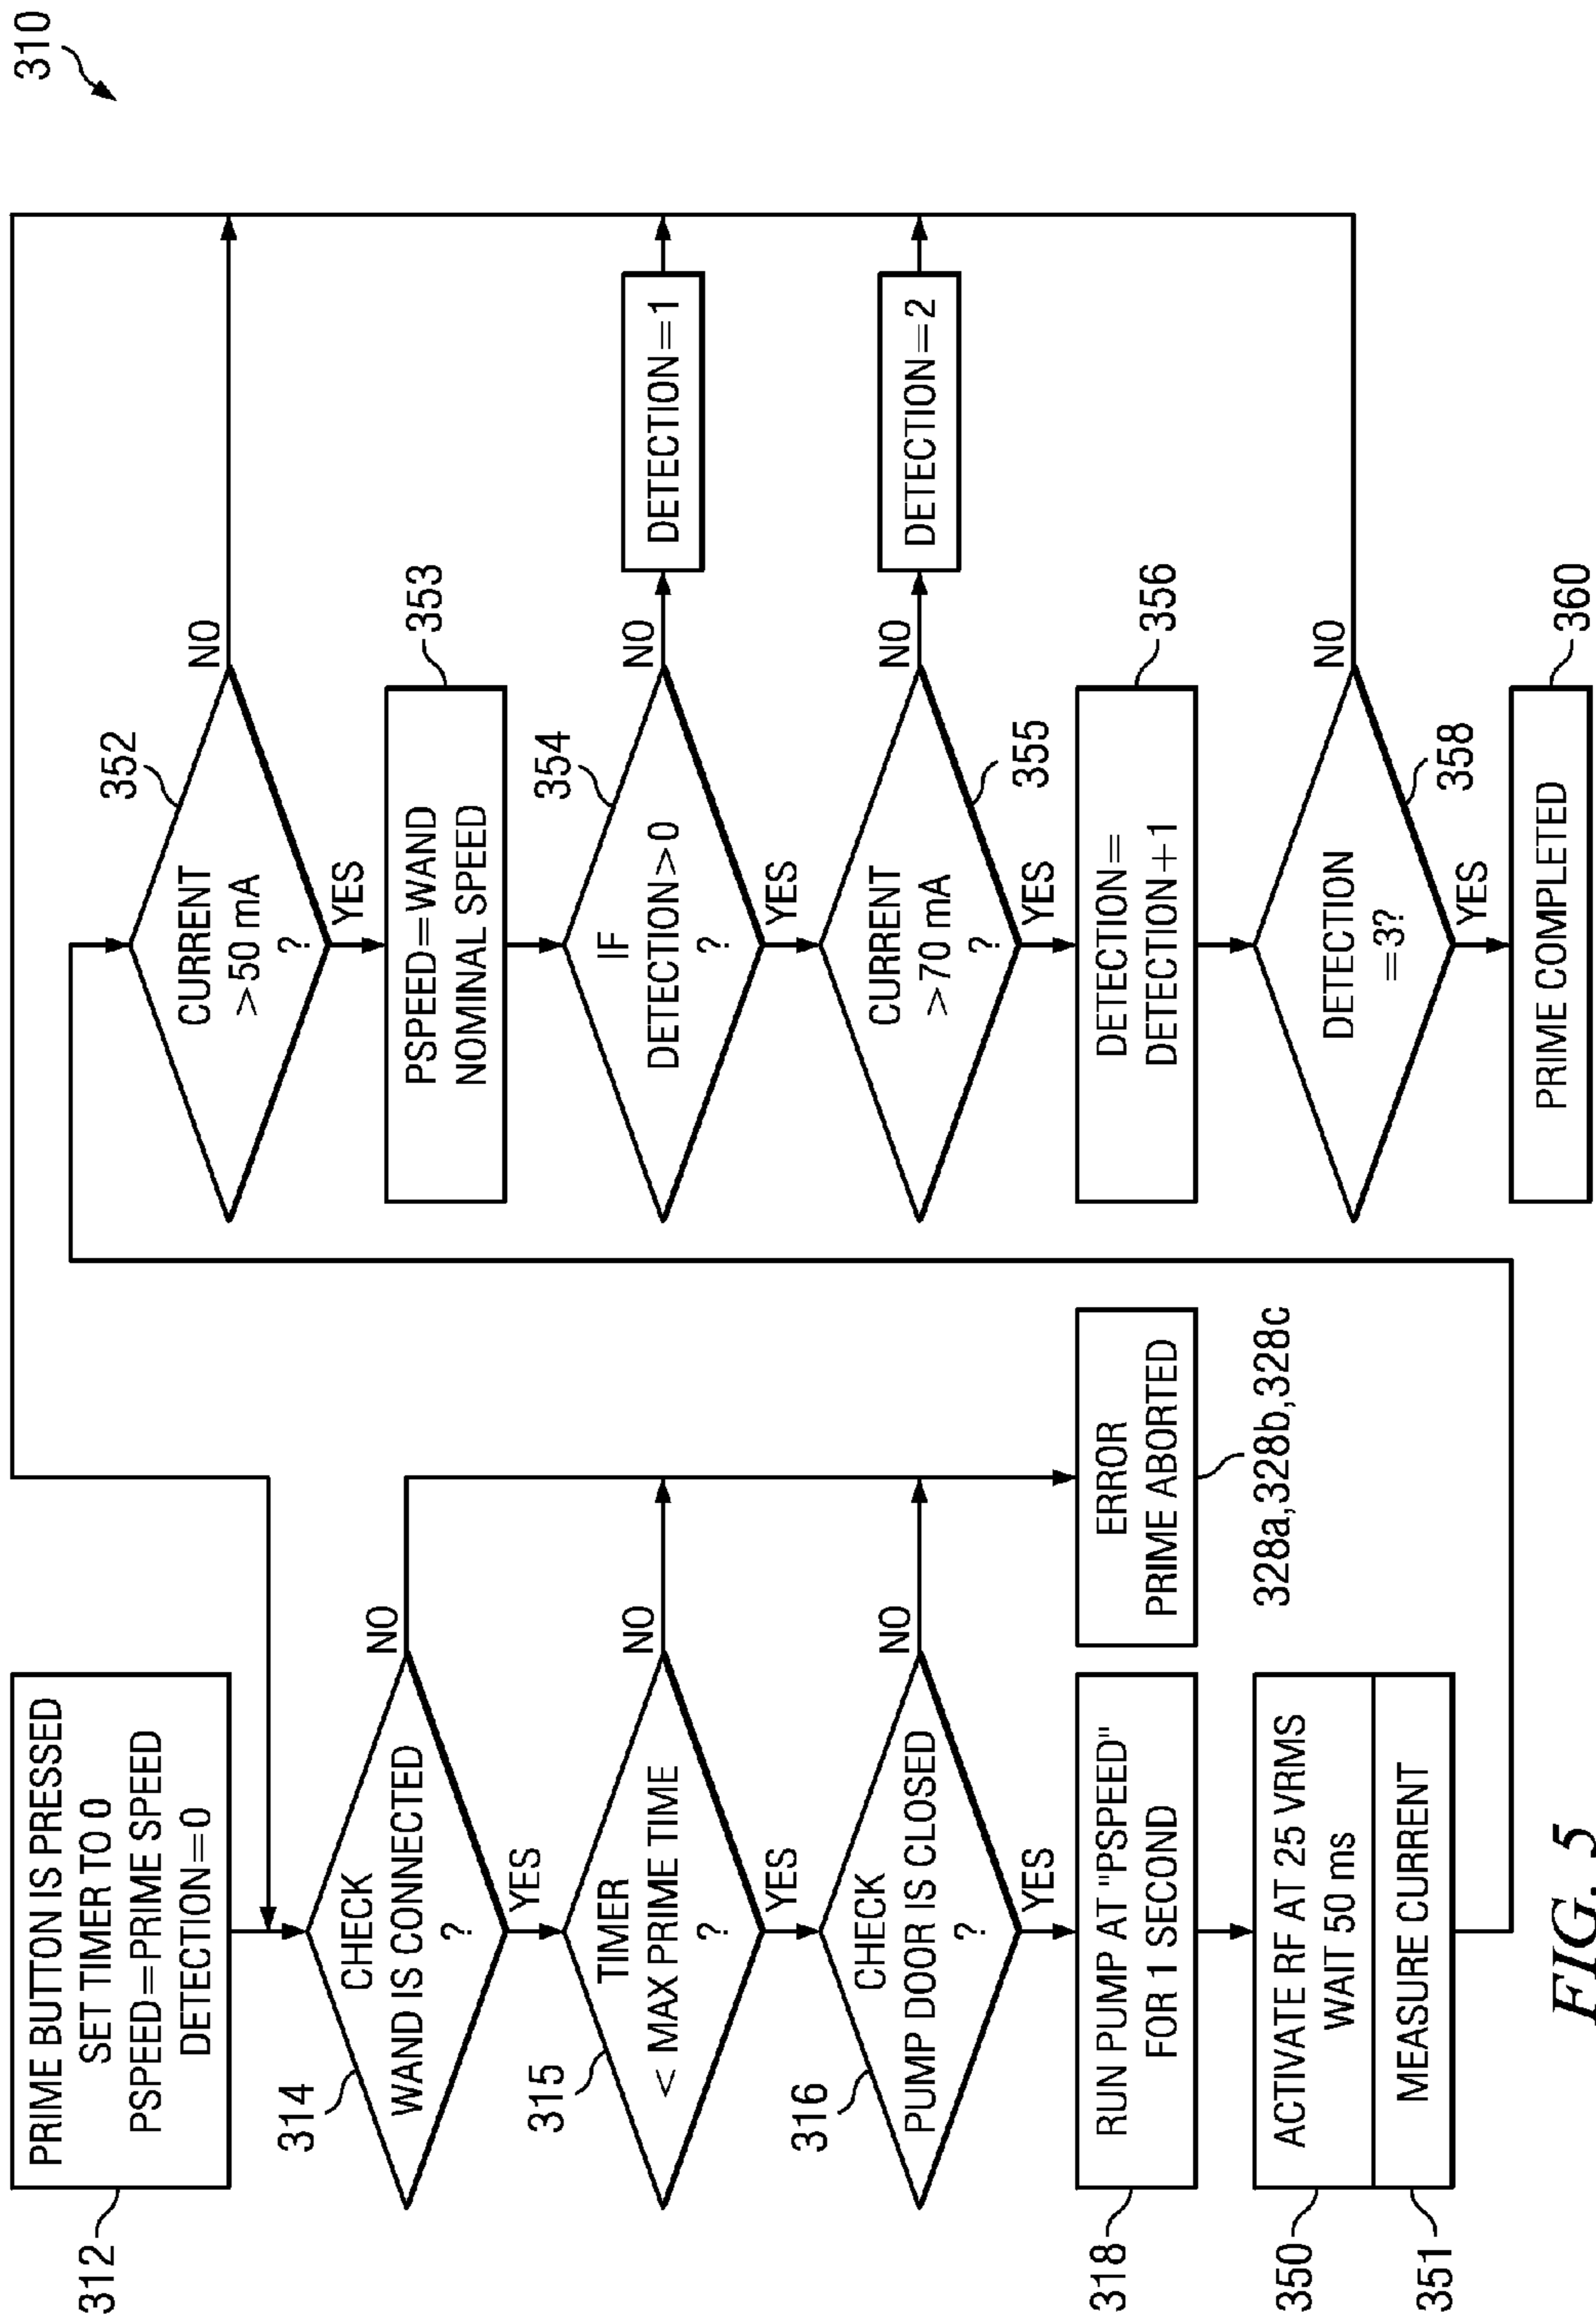 310
312
PRIME BUTTON IS PRESSED
SET TIMER TO 0
PSPEED=PRIME SPEED
DETECTION=0
314
CHECK
WAND IS CONNECTED
?
NO
YES
315
TIMER
< MAX PRIME TIME
?
NO
YES
316
CHECK
PUMP DOOR IS CLOSED
?
NO
YES
ERROR
PRIME ABORTED
328a,328b,328c
318
RUN PUMP AT "PSPEED"
FOR 1 SECOND
350
ACTIVATE RF AT 25 VRMS
WAIT 50 ms
351
MEASURE CURRENT
352
CURRENT
>50 mA
?
NO
YES
353
PSPEED=WAND
NOMINAL SPEED
354
IF
DETECTION>0
?
NO
DETECTION=1
YES
355
CURRENT
>70 mA
?
NO
DETECTION=2
YES
356
DETECTION=
DETECTION+1
358
DETECTION
=3?
NO
YES
360
PRIME COMPLETED
FIG. 5